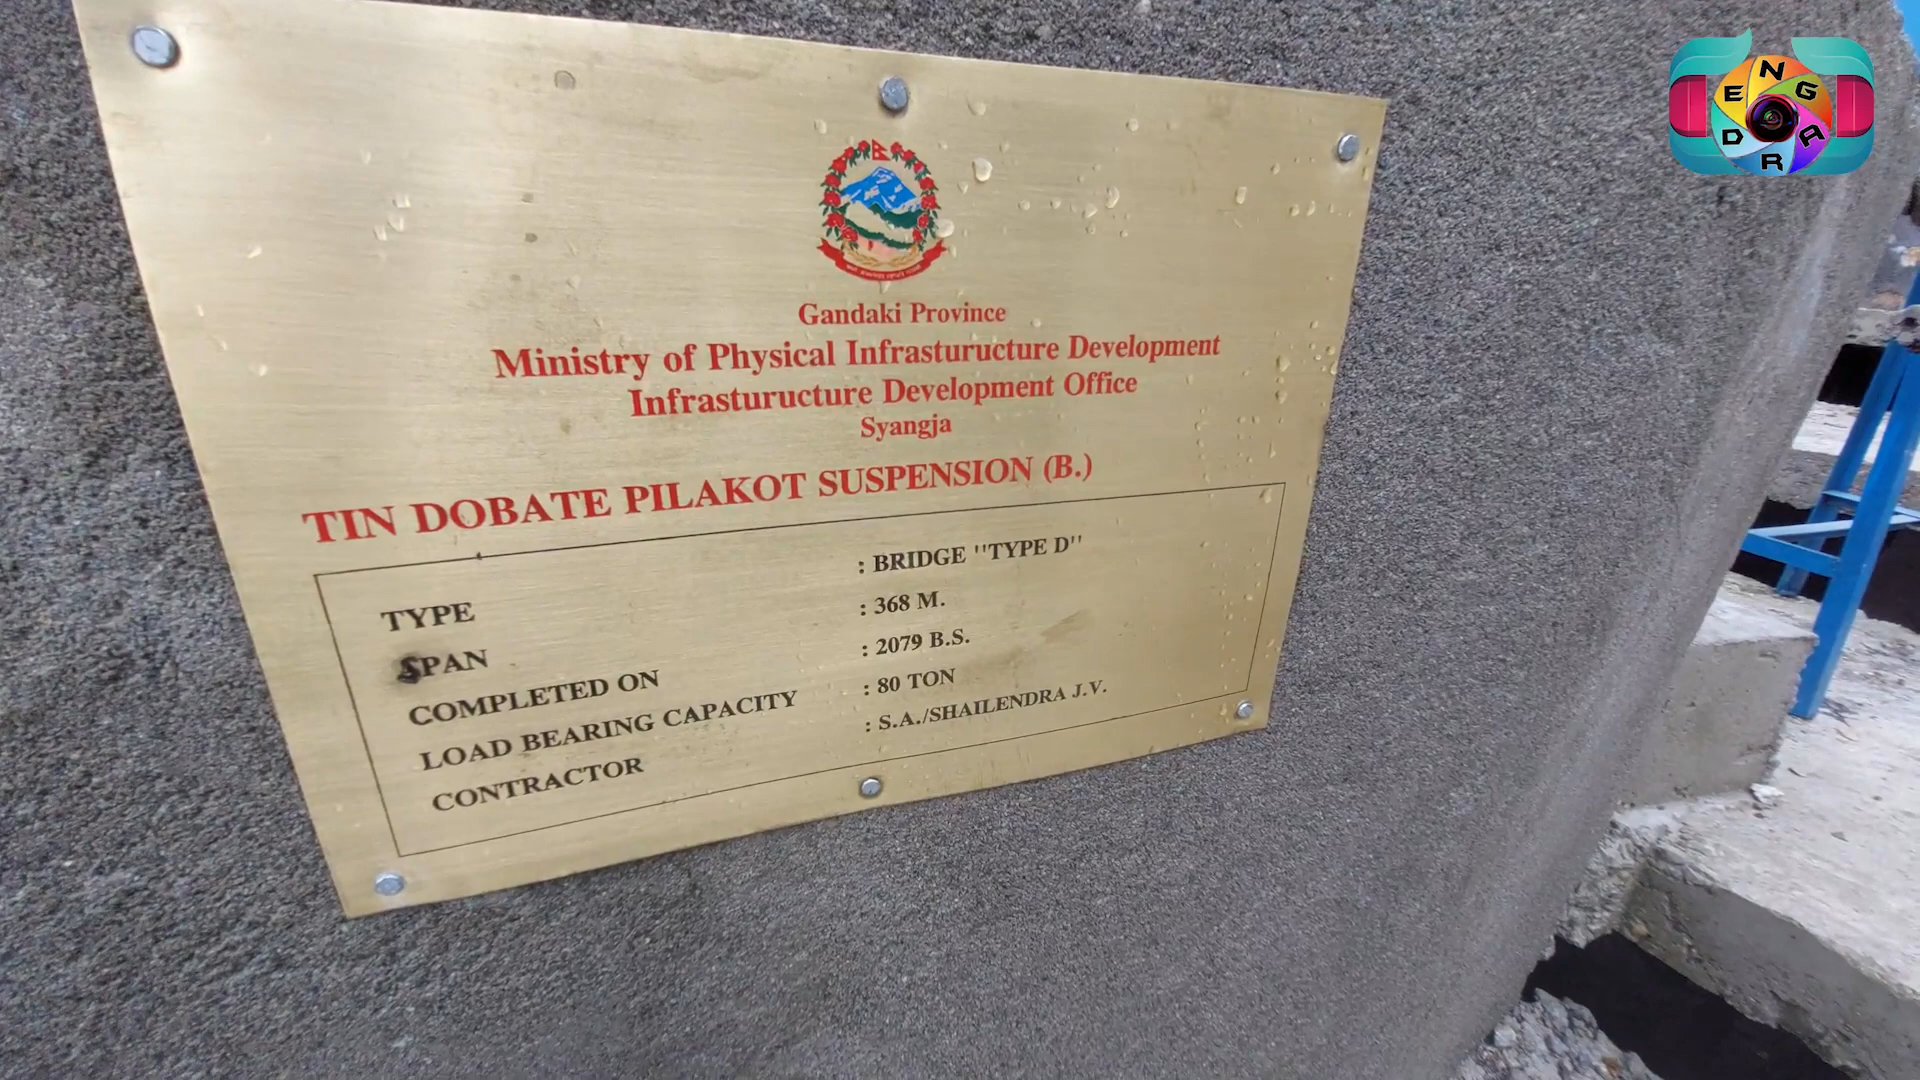 Gandaki Province
Ministry of Physical Infrasturucture Development
Infrasturucture Development Office
Syangja
TIN DOBATE PILAKOT SUSPENSION (B.)
TYPE : BRIDGE "TYPE D"
SPAN : 368 M.
COMPLETED ON : 2079 B.S.
LOAD BEARING CAPACITY : 80 TON
CONTRACTOR : S.A./SHAILENDRA J.V.